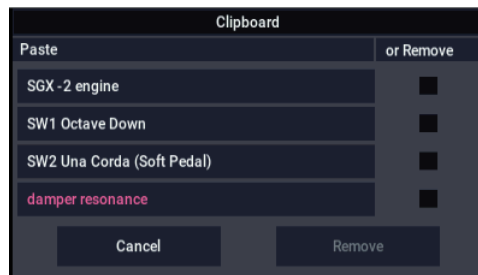 Clipboard
Paste or Remove
SGX-2 engine
SW1 Octave Down
SW2 Una Corda (Soft Pedal)
damper resonance
Cancel Remove